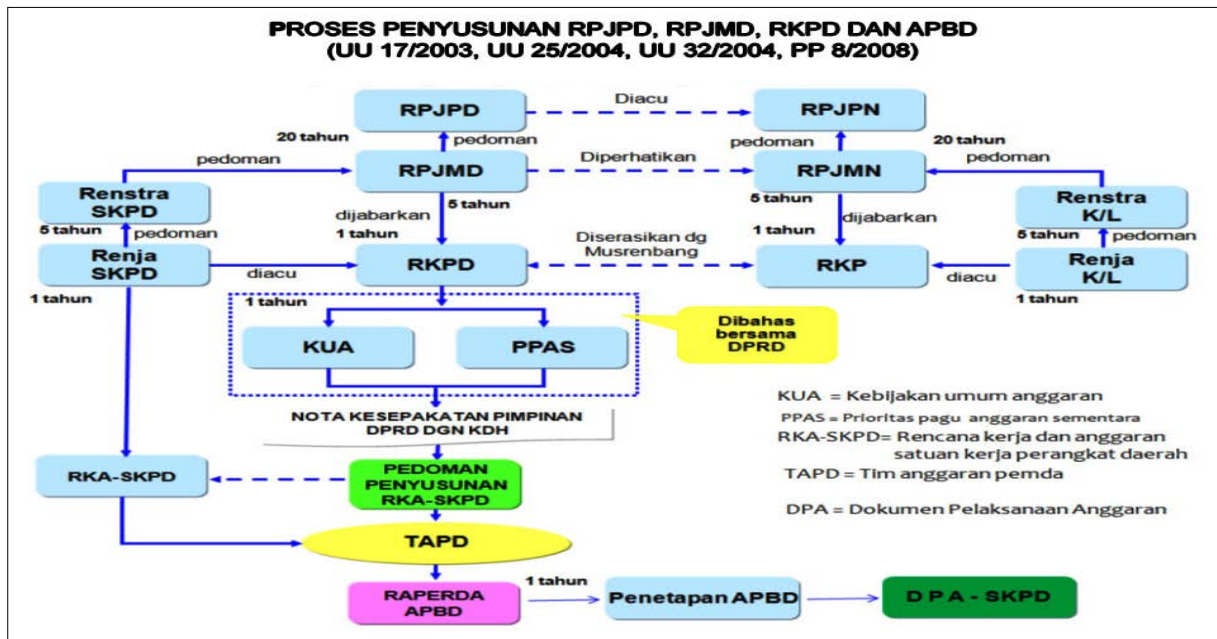 PROSES PENYUSUNAN RPJPD, RPJMD, RKPD DAN APBD
(UU 17/2003, UU 25/2004, UU 32/2004, PP 8/2008)
RPJPD
Diacu
RPJPN
20 tahun
pedoman
pedoman
20 tahun
pedoman
RPJMD
Diperhatikan
RPJMN
pedoman
Renstra
SKPD
5 tahun
5 tahun
Renstra
K/L
5 tahun
pedoman
dijabarkan
dijabarkan
5 tahun
pedoman
1 tahun
1 tahun
Renja
SKPD
diacu
RKPD
Diserasikan dg
Musrenbang
RKP
diacu
Renja
K/L
1 tahun
1 tahun
1 tahun
KUA
PPAS
Dibahas
bersama
DPRD
NOTA KESEPAKATAN PIMPINAN
DPRD DGN KDH
KUA = Kebijakan umum anggaran
PPAS = Prioritas pagu anggaran sementara
RKA-SKPD= Rencana kerja dan anggaran
satuan kerja perangkat daerah
TAPD = Tim anggaran pemda
DPA = Dokumen Pelaksanaan Anggaran
RKA-SKPD
PEDOMAN
PENYUSUNAN
RKA-SKPD
TAPD
RAPERDA
APBD
1 tahun
Penetapan APBD
D P A - SKPD